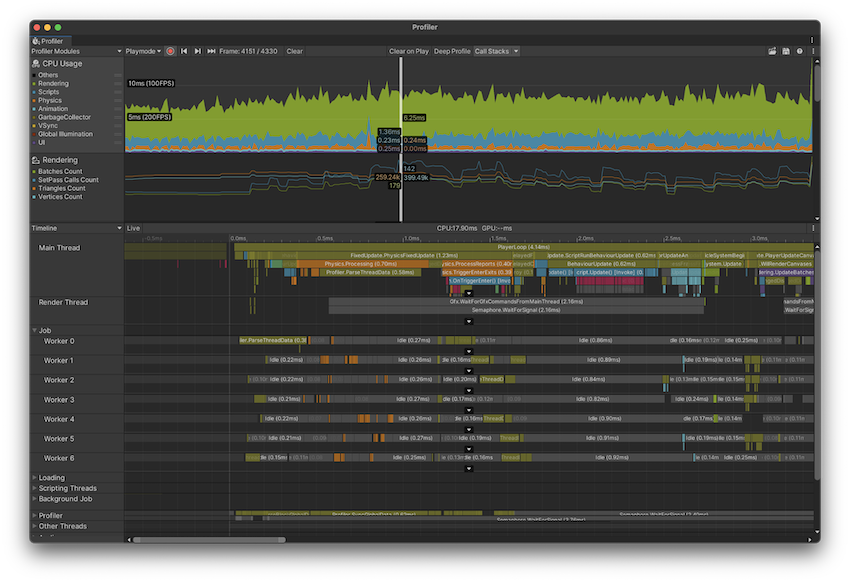 Profiler
Profiler
Profiler Modules
Playmode
Frame: 4151 / 4330
Clear
Clear on Play
Deep Profile
Call Stacks
CPU Usage
Others
Rendering
Scripts
Physics
Animation
GarbageCollector
VSync
Global Illumination
UI
10ms (100FPS)
5ms (200FPS)
6.25ms
1.36ms
0.23ms
0.24ms
0.25ms
0.00ms
Rendering
Batches Count
SetPass Calls Count
Triangles Count
Vertices Count
142
259.24k
399.49k
179
Timeline
Live
CPU:17.90ms GPU:--ms
-0.5ms
0.0ms
0.5ms
1.0ms
1.5ms
2.0ms
2.5ms
3.0ms
Main Thread
PlayerLoop (4.14ms)
FixedUpdate.PhysicsFixedUpdate (1.23ms)
Update.ScriptRunBehaviourUpdate (0.62ms)
Physics.Processing (0.70ms)
BehaviourUpdate (0.62ms)
system.Update
.WillRenderCanvases
Profiler.ParseThreadData (0.58ms)
Render Thread
Gfx.WaitForGfxCommandsFromMainThread (2.16ms)
Semaphore.WaitForSignal (2.16ms)
Job
Worker 0
Idle (0.27ms)
Idle (0.86ms)
Worker 1
Idle (0.22ms)
Idle (0.26ms)
Idle (0.89ms)
Worker 2
Idle (0.22ms)
Idle (0.26ms)
Idle (0.20ms)
Idle (0.84ms)
Worker 3
Idle (0.21ms)
Idle (0.27ms)
Idle (0.82ms)
Idle (0.24ms)
Worker 4
Idle (0.22ms)
Idle (0.26ms)
Idle (0.90ms)
Worker 5
Idle (0.21ms)
Idle (0.27ms)
Idle (0.19ms)
Idle (0.91ms)
Worker 6
Idle (0.25ms)
Idle (0.92ms)
Idle (0.25ms)
Loading
Scripting Threads
Background Job
Profiler
Other Threads